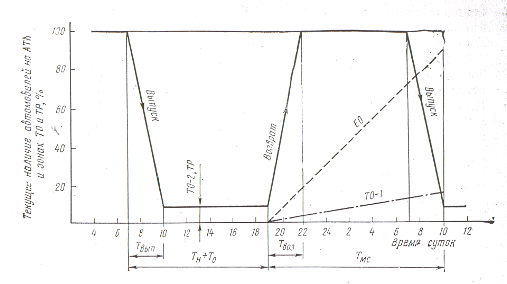 Текущие наличие автомобилей на АТП
и зонах ТО и ТР, %
100
80
60
40
20
Выпуск
ТО-2, ТР
Возврат
ЕО
ТО-1
Выпуск
4 6 8 10 12 14 16 18 20 22 24 2 4 6 8 10 12
Время суток
Tвып
Tн+Tо
Tвоз
Tмс